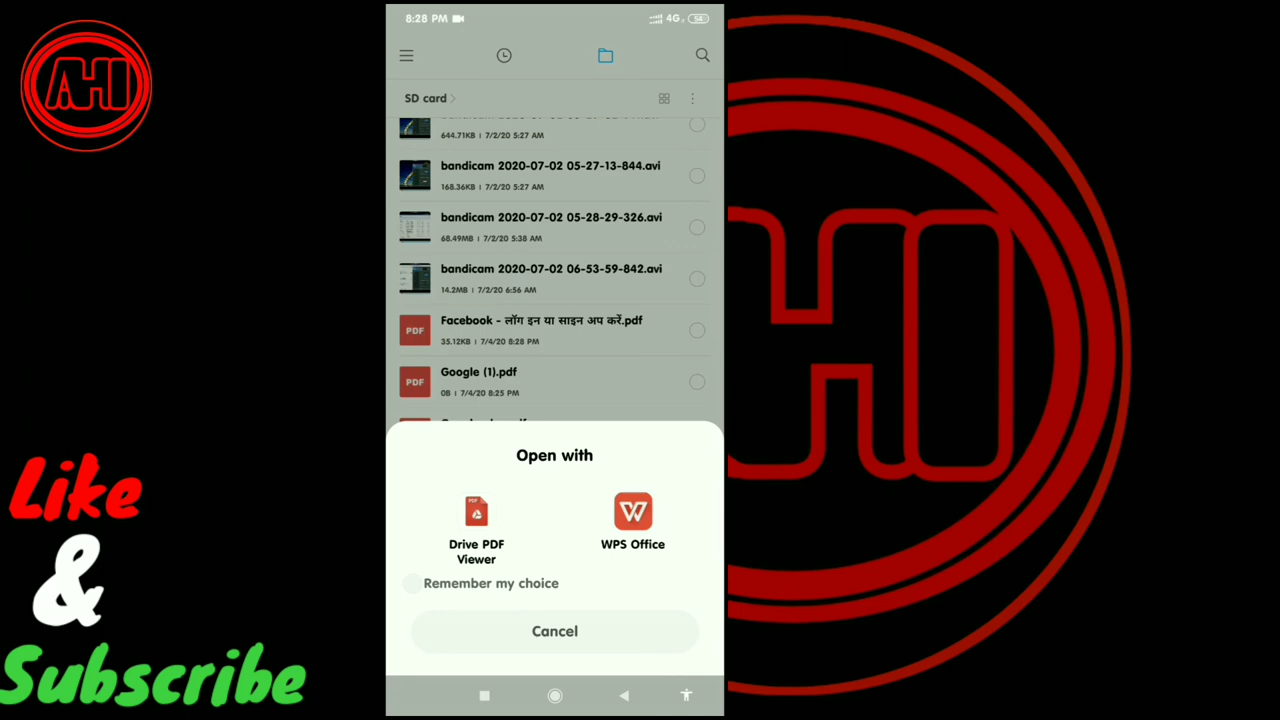 AHI
8:28 PM
4G
58
SD card
644.71KB | 7/2/20 5:27 AM
bandicam 2020-07-02 05-27-13-844.avi
168.36KB | 7/2/20 5:27 AM
bandicam 2020-07-02 05-28-29-326.avi
68.49MB | 7/2/20 5:38 AM
bandicam 2020-07-02 06-53-59-842.avi
14.2MB | 7/2/20 6:56 AM
PDF
Facebook - लॉग इन या साइन अप करें.pdf
35.12KB | 7/4/20 8:28 PM
PDF
Google (1).pdf
0B | 7/4/20 8:25 PM
Open with
PDF
Drive PDF
Viewer
W
WPS Office
Remember my choice
Cancel
Like
&
Subscribe
HI